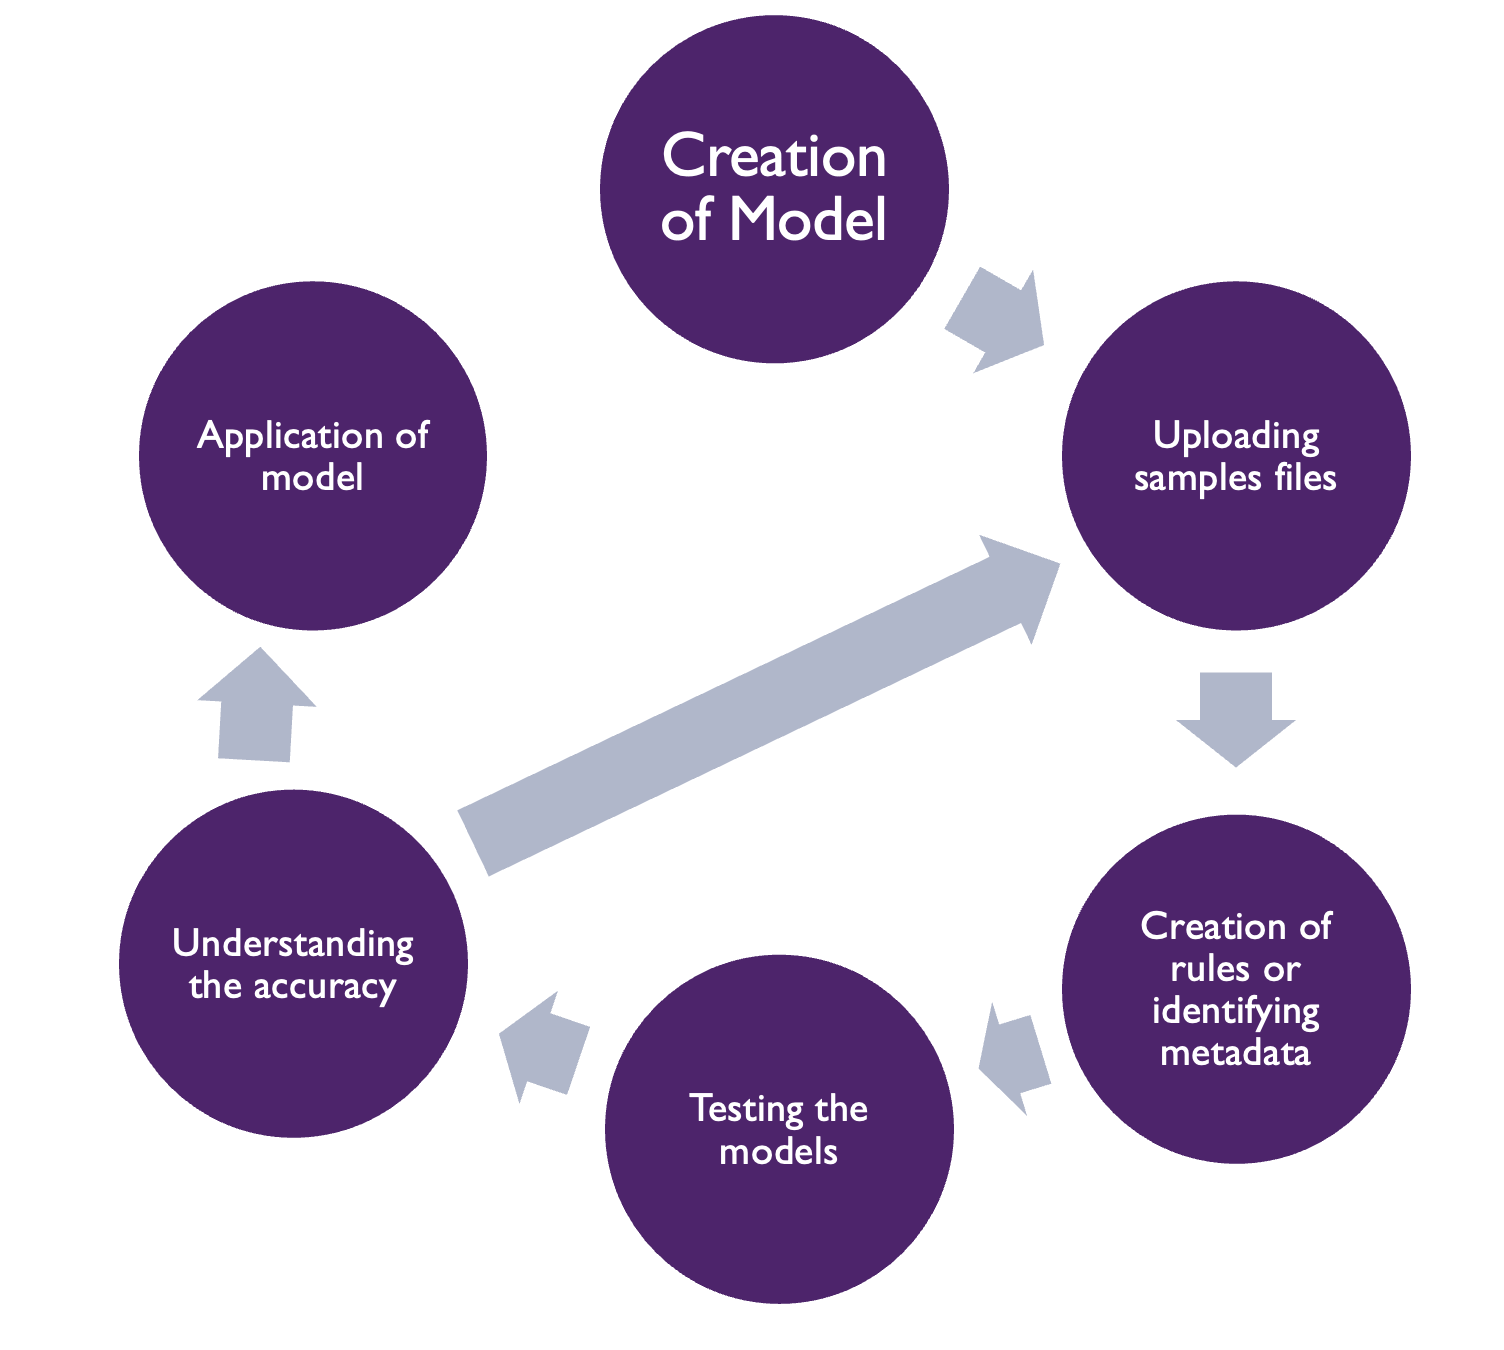 Creation
of Model
Uploading
samples files
Creation of
rules or
identifying
metadata
Testing the
models
Understanding
the accuracy
Application of
model